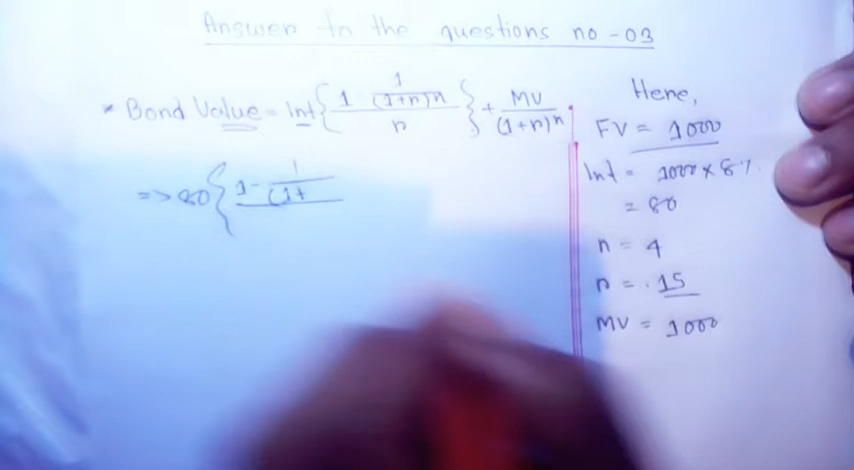 Answer to the questions no - 03
* Bond Value = Int { 1 - 1/(1+r)n / r } + MV/(1+r)n
=> 80 { 1 - 1/(1+
Here,
FV = 1000
Int = 1000 x 8%
= 80
n = 4
r = .15
MV = 1000